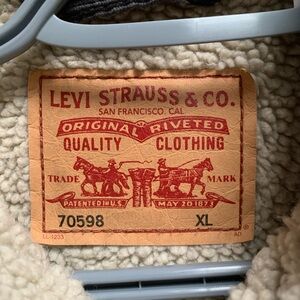 LEVI STRAUSS & CO.
SAN FRANCISCO, CAL
ORIGINAL RIVETED
QUALITY CLOTHING
TRADE MARK
PATENTED IN U.S. MAY 20 1873
70598 XL